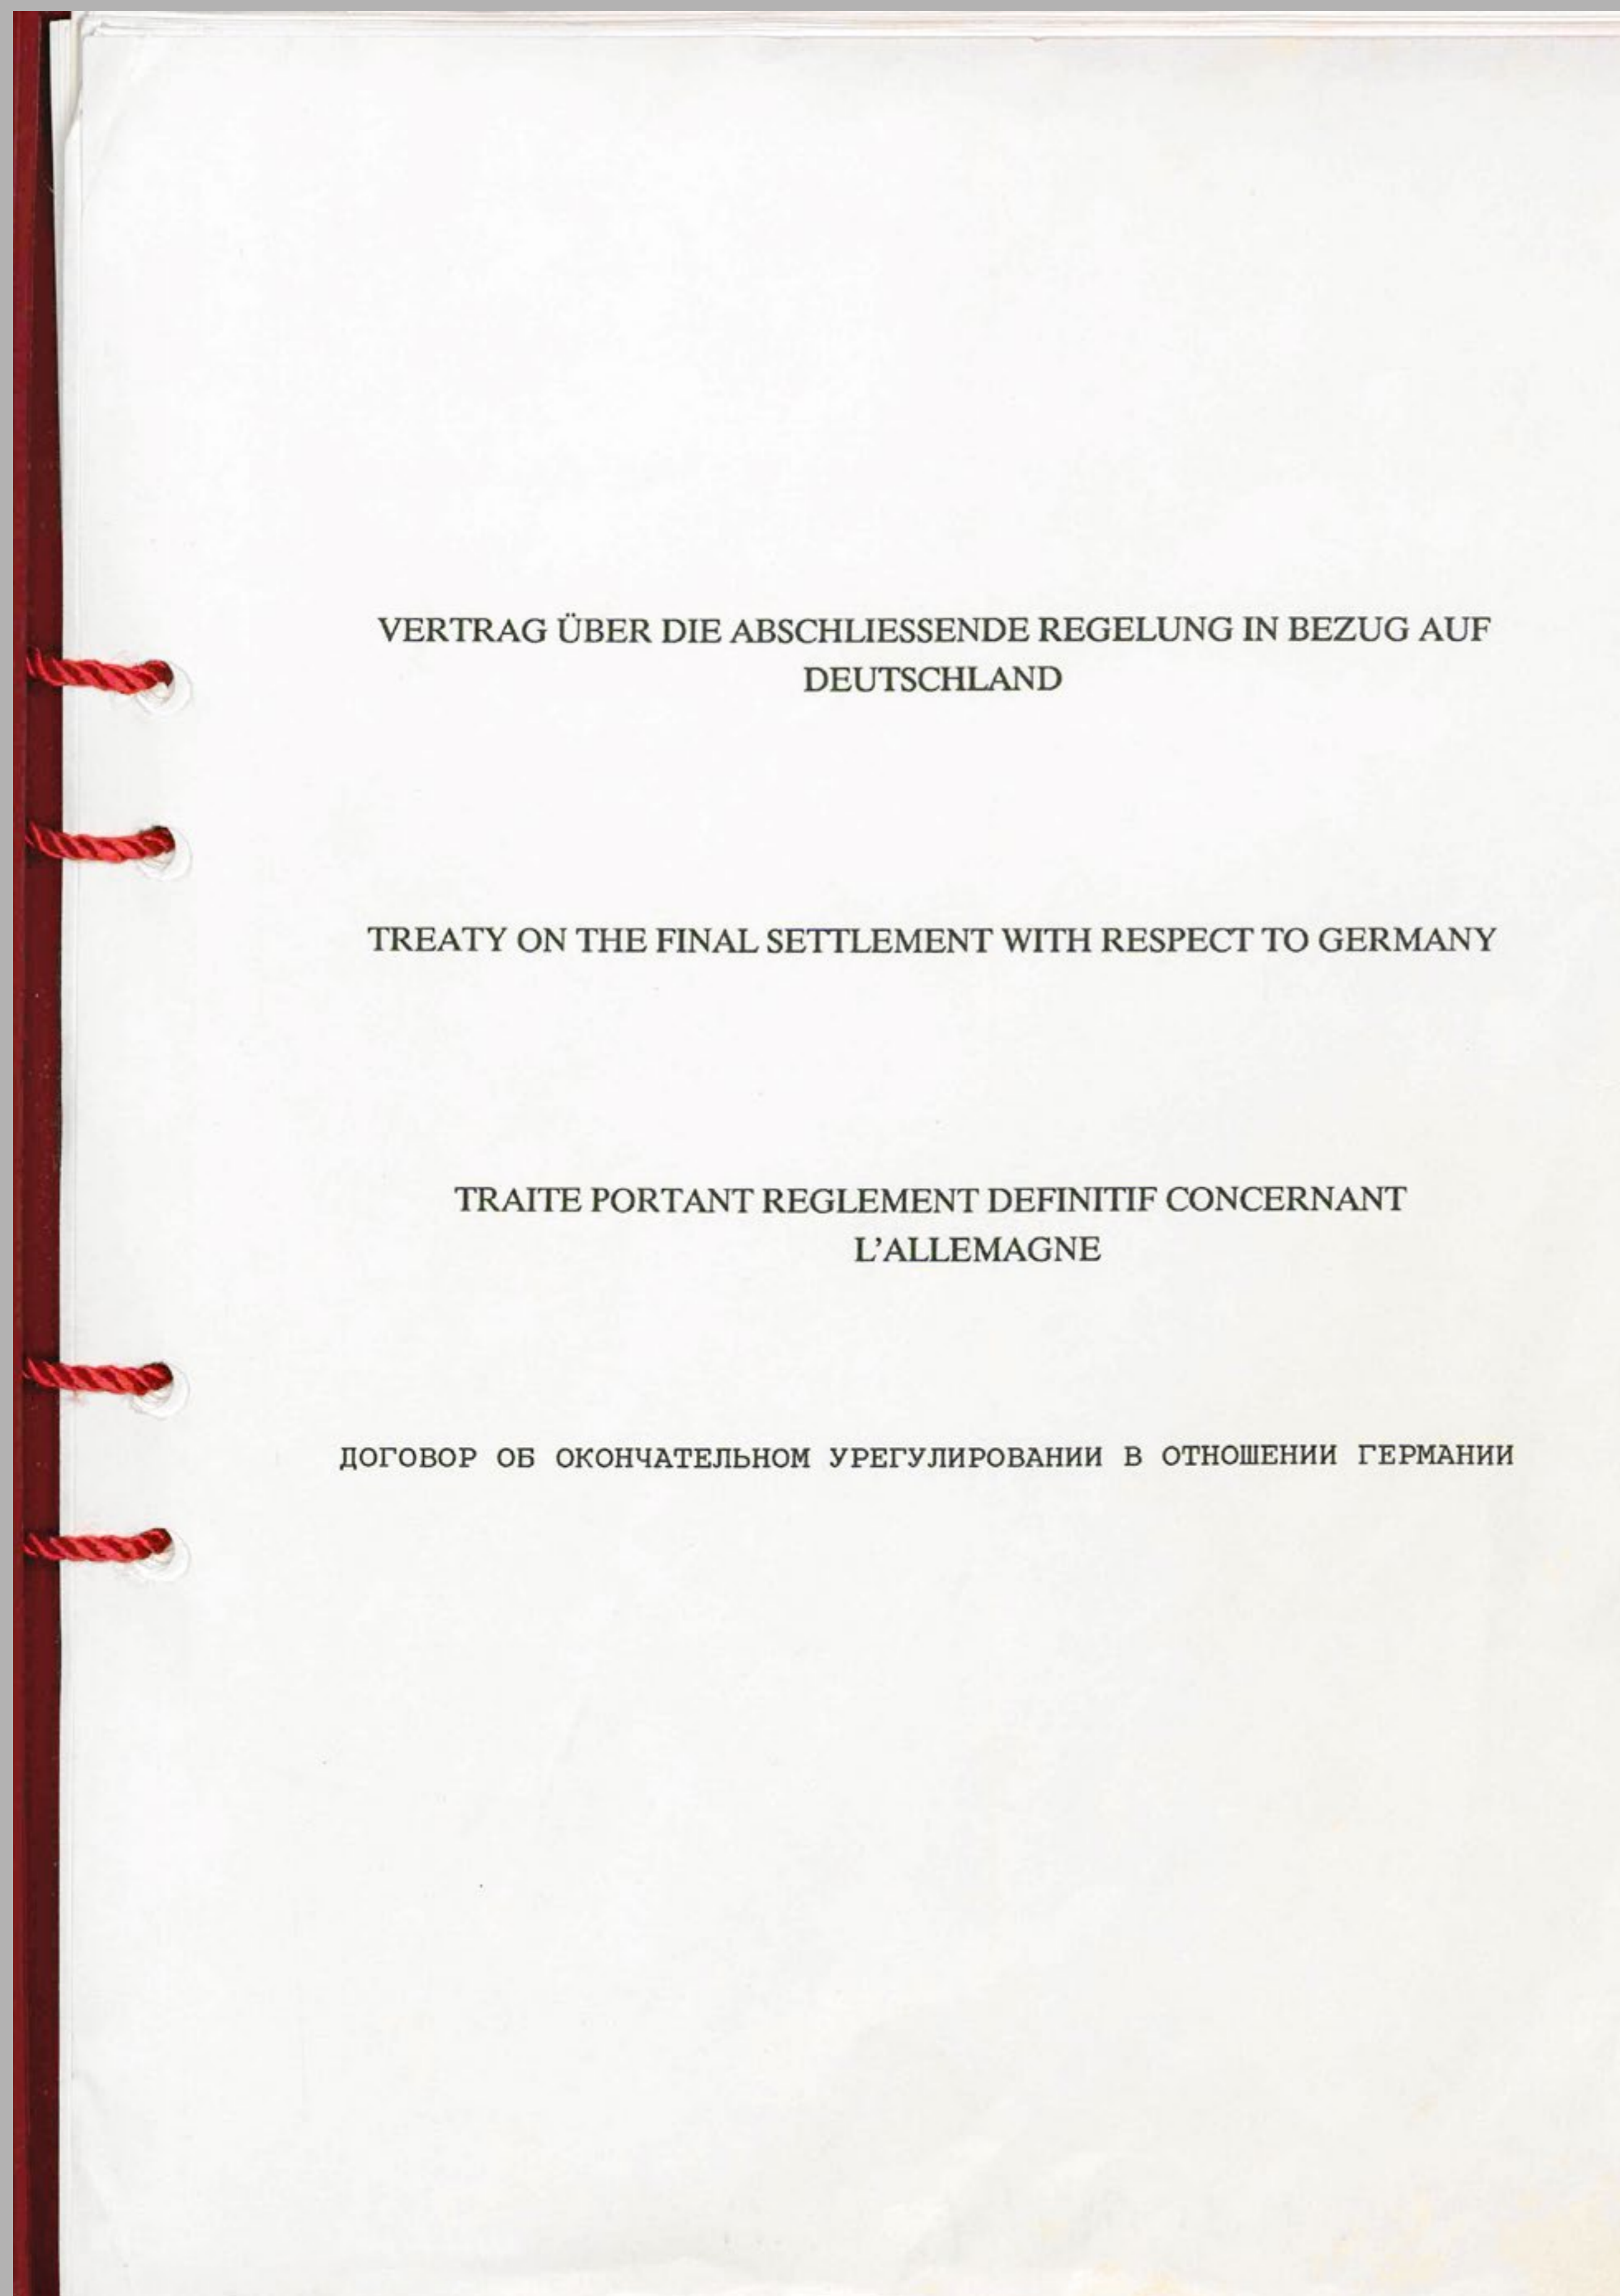 VERTRAG ÜBER DIE ABSCHLIESSENDE REGELUNG IN BEZUG AUF
DEUTSCHLAND
TREATY ON THE FINAL SETTLEMENT WITH RESPECT TO GERMANY
TRAITE PORTANT REGLEMENT DEFINITIF CONCERNANT
L’ALLEMAGNE
ДОГОВОР ОБ ОКОНЧАТЕЛЬНОМ УРЕГУЛИРОВАНИИ В ОТНОШЕНИИ ГЕРМАНИИ